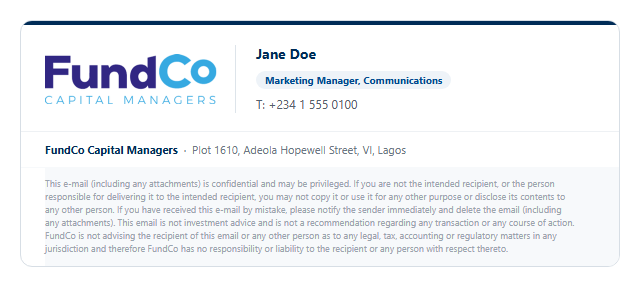 FundCo
CAPITAL MANAGERS
Jane Doe
Marketing Manager, Communications
T: +234 1 555 0100
FundCo Capital Managers · Plot 1610, Adeola Hopewell Street, VI, Lagos
This e-mail (including any attachments) is confidential and may be privileged. If you are not the intended recipient, or the person
responsible for delivering it to the intended recipient, you may not copy it or use it for any other purpose or disclose its contents to
any other person. If you have received this e-mail by mistake, please notify the sender immediately and delete the email (including
any attachments). This email is not investment advice and is not a recommendation regarding any transaction or any course of action.
FundCo is not advising the recipient of this email or any other person as to any legal, tax, accounting or regulatory matters in any
jurisdiction and therefore FundCo has no responsibility or liability to the recipient or any person with respect thereto.